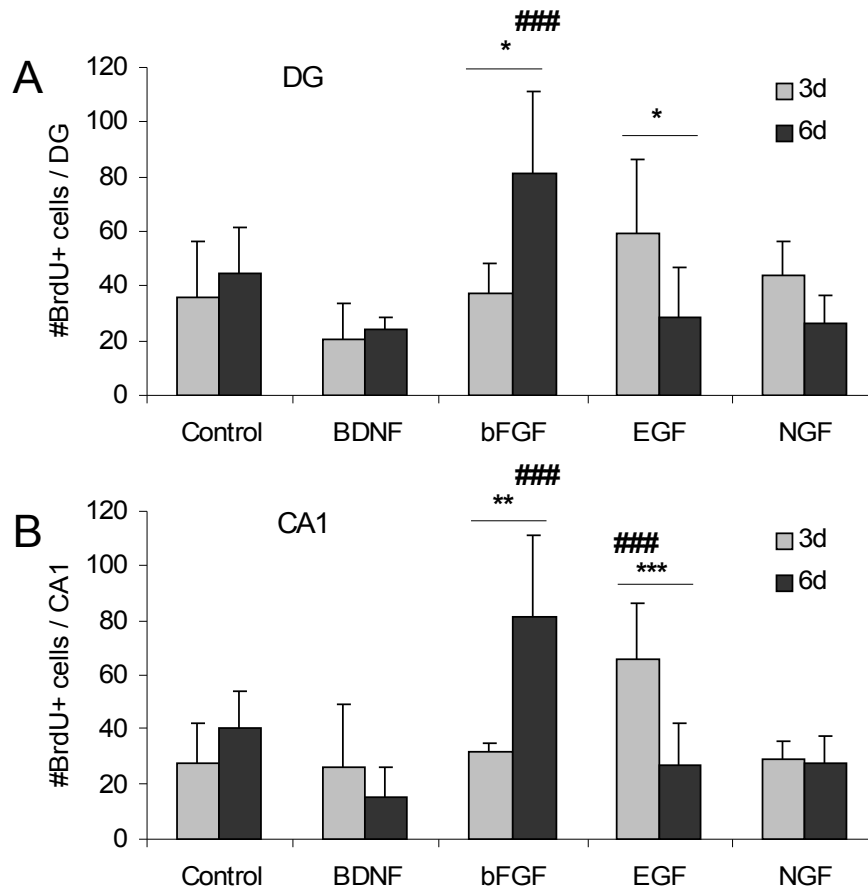 ###
*
A
120
DG
3d
100
*
6d
80
60
40
20
0
#BrdU+ cells / DG
Control BDNF bFGF EGF NGF
###
**
B
120
CA1
3d
100
###
***
6d
80
60
40
20
0
#BrdU+ cells / CA1
Control BDNF bFGF EGF NGF